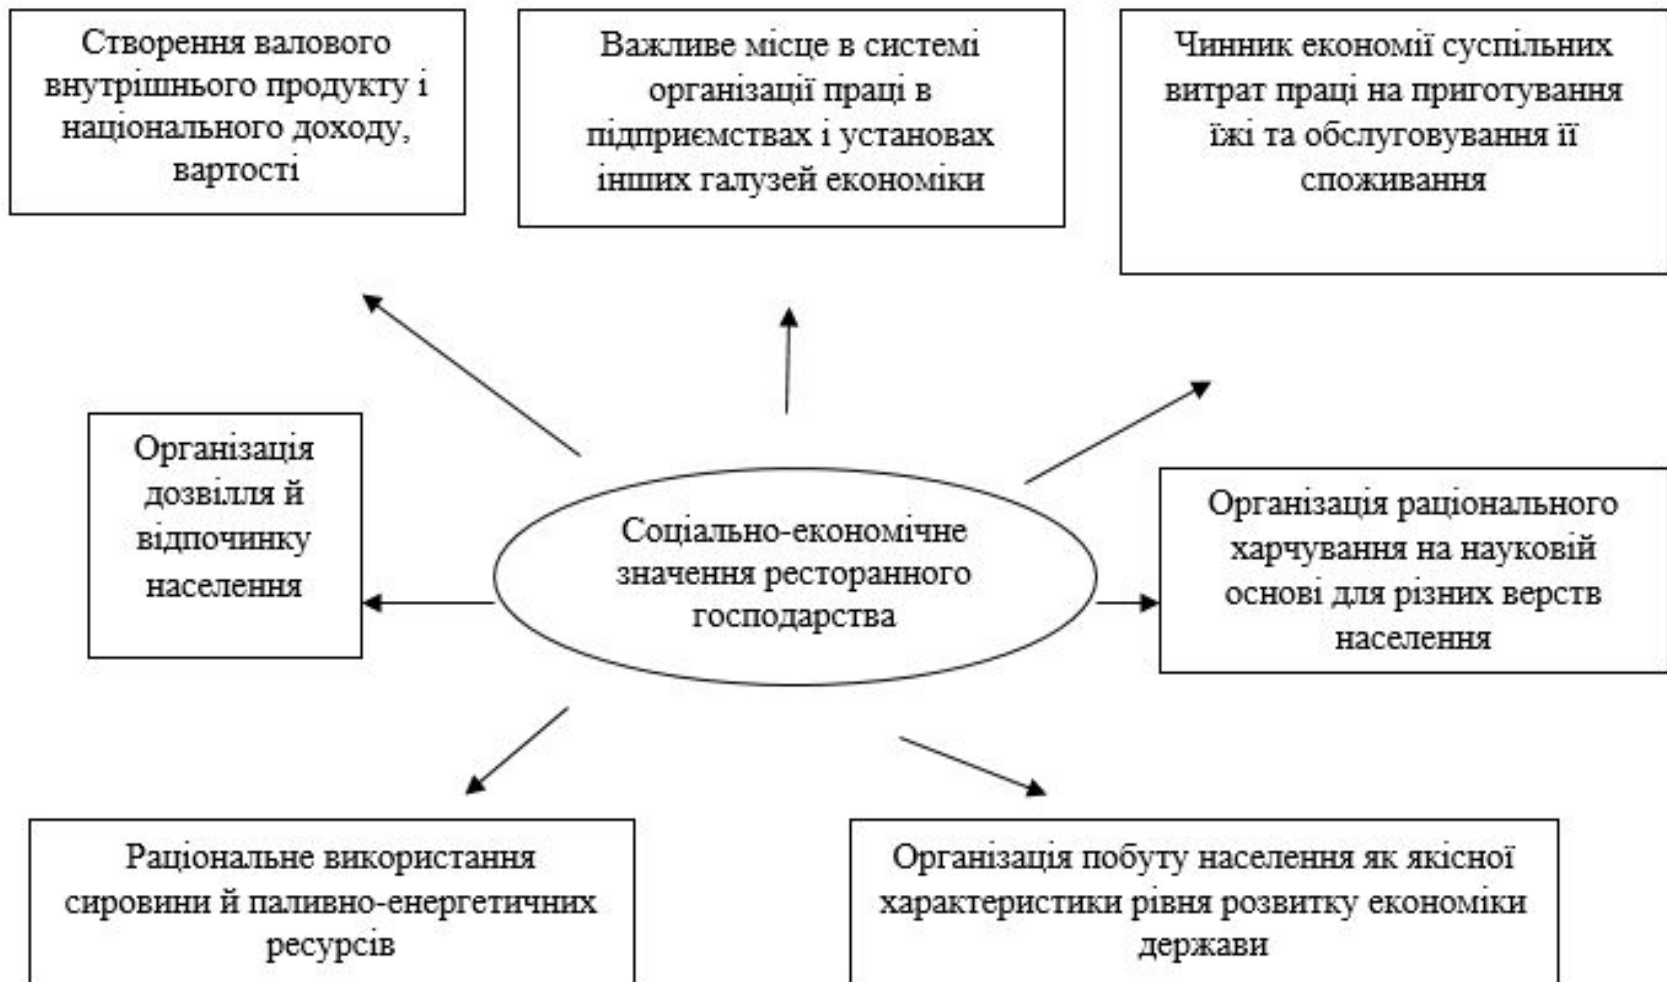 Створення валового
внутрішнього продукту і
національного доходу,
вартості
Важливе місце в системі
організації праці в
підприємствах і установах
інших галузей економіки
Чинник економії суспільних
витрат праці на приготування
їжі та обслуговування її
споживання
Організація
дозвілля й
відпочинку
населення
Соціально-економічне
значення ресторанного
господарства
Організація раціонального
харчування на науковій
основі для різних верств
населення
Раціональне використання
сировини й паливно-енергетичних
ресурсів
Організація побуту населення як якісної
характеристики рівня розвитку економіки
держави